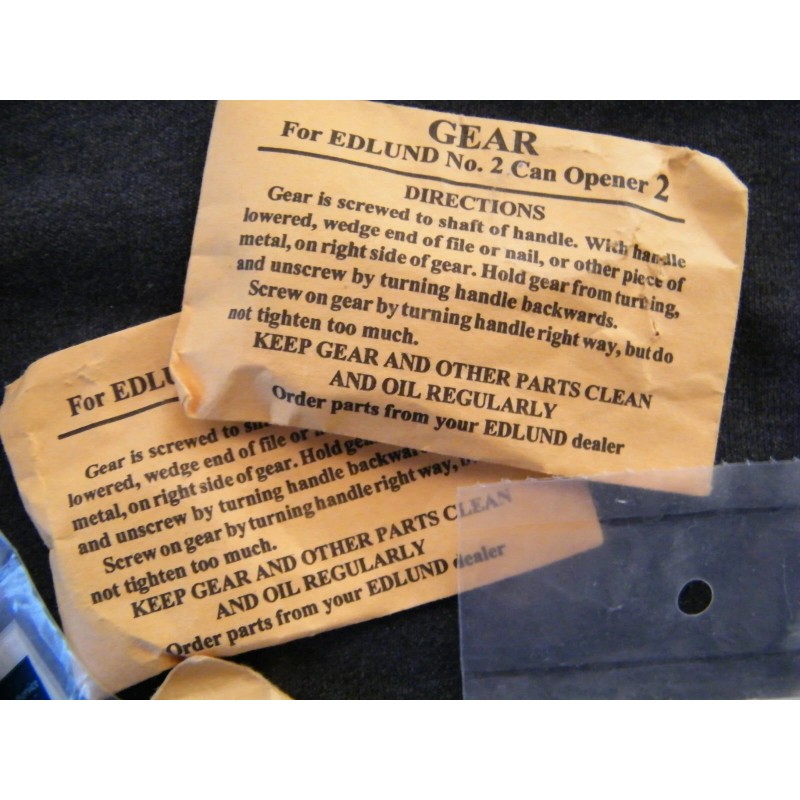 GEAR
For EDLUND No. 2 Can Opener 2
DIRECTIONS
Gear is screwed to shaft of handle. With handle
lowered, wedge end of file or nail, or other piece of
metal, on right side of gear. Hold gear from turning,
and unscrew by turning handle backwards.
Screw on gear by turning handle right way, but do
not tighten too much.
KEEP GEAR AND OTHER PARTS CLEAN
AND OIL REGULARLY
Order parts from your EDLUND dealer
For EDLU
Gear is screwed to
lowered, wedge end of file or
metal, on right side of gear. Hold
and unscrew by turning handle
Screw on gear by turning handle right way,
not tighten too much.
KEEP GEAR AND OTHER PARTS CLEAN
AND OIL REGULARLY
Order parts from your EDLUND dealer